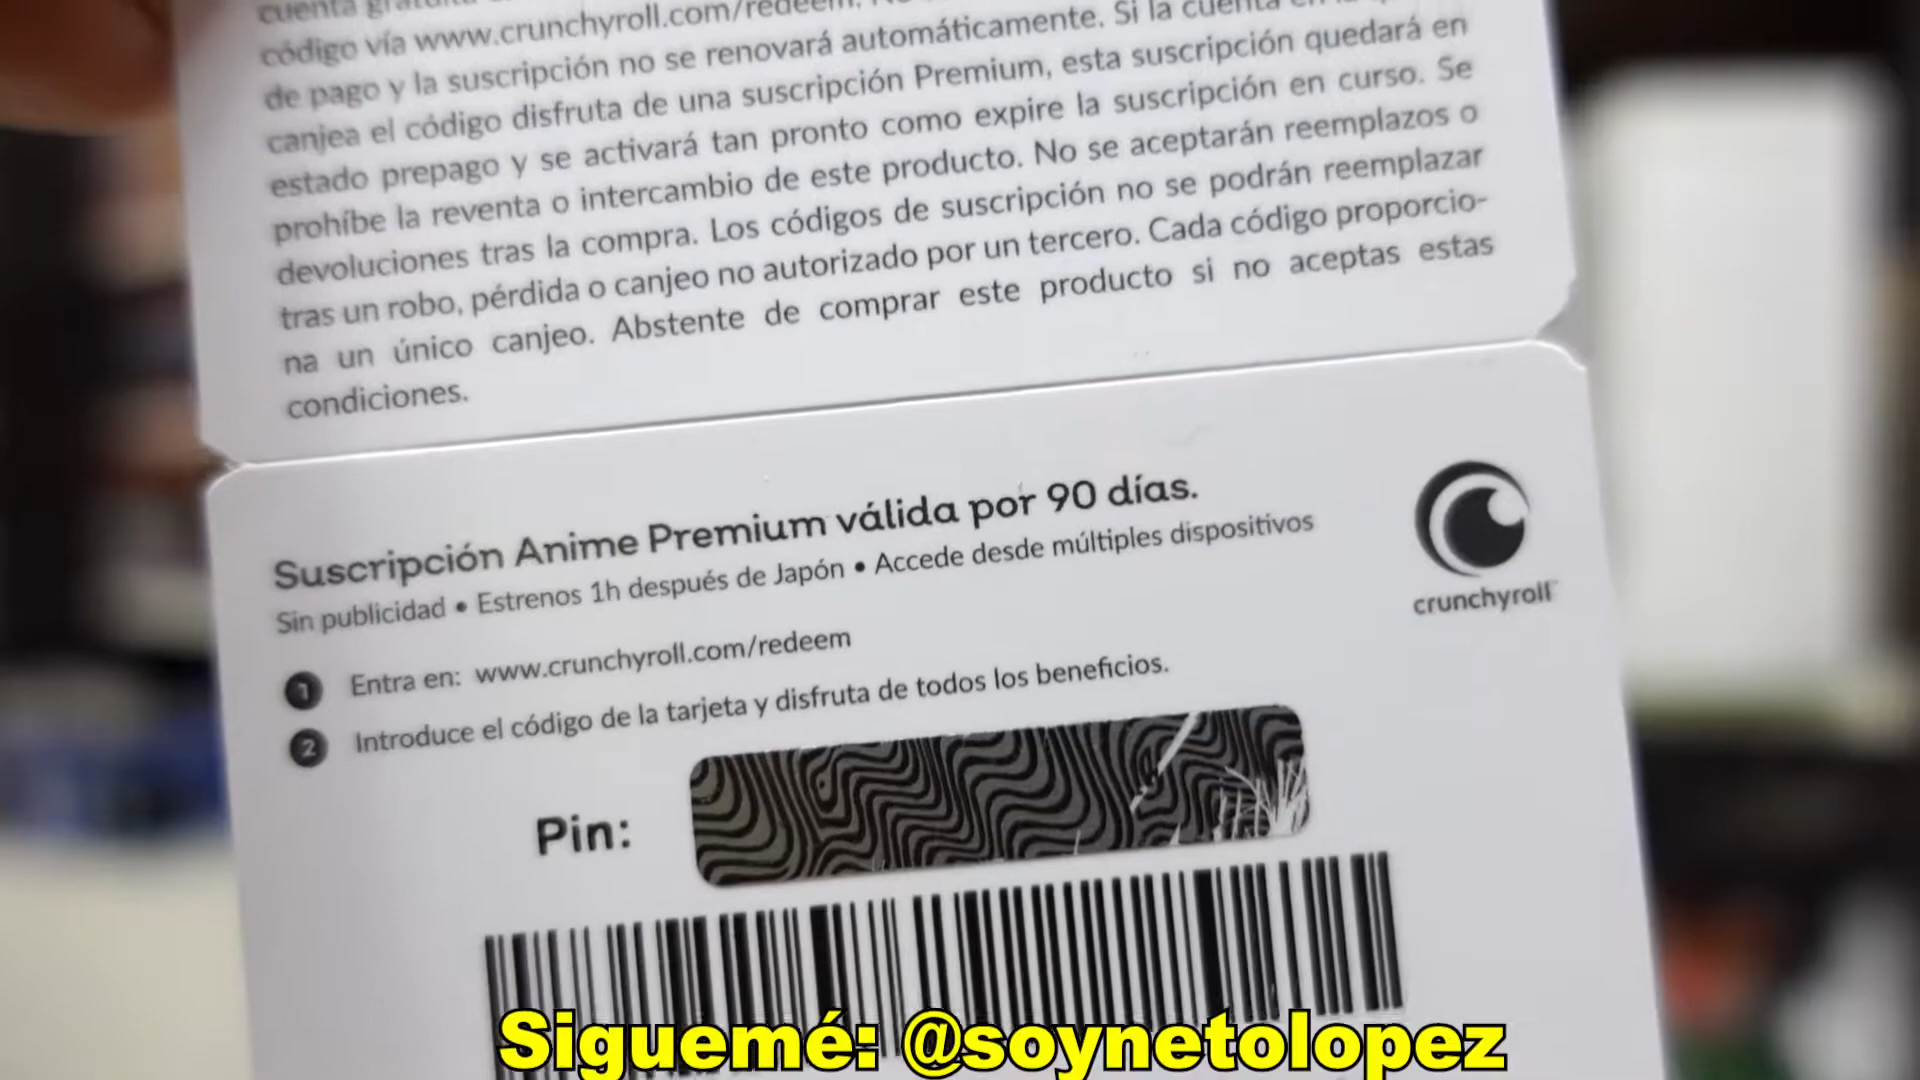 cuenta gratuita
código vía www.crunchyroll.com/redeem.
de pago y la suscripción no se renovará automáticamente. Si la cuenta en
canjea el código disfruta de una suscripción Premium, esta suscripción quedará en
estado prepago y se activará tan pronto como expire la suscripción en curso. Se
prohíbe la reventa o intercambio de este producto. No se aceptarán reemplazos o
devoluciones tras la compra. Los códigos de suscripción no se podrán reemplazar
tras un robo, pérdida o canjeo no autorizado por un tercero. Cada código proporcio-
na un único canjeo. Abstente de comprar este producto si no aceptas estas
condiciones.
Suscripción Anime Premium válida por 90 días.
Sin publicidad • Estrenos 1h después de Japón • Accede desde múltiples dispositivos
crunchyroll
1 Entra en: www.crunchyroll.com/redeem
2 Introduce el código de la tarjeta y disfruta de todos los beneficios.
Pin:
Siguemé: @soynetolopez